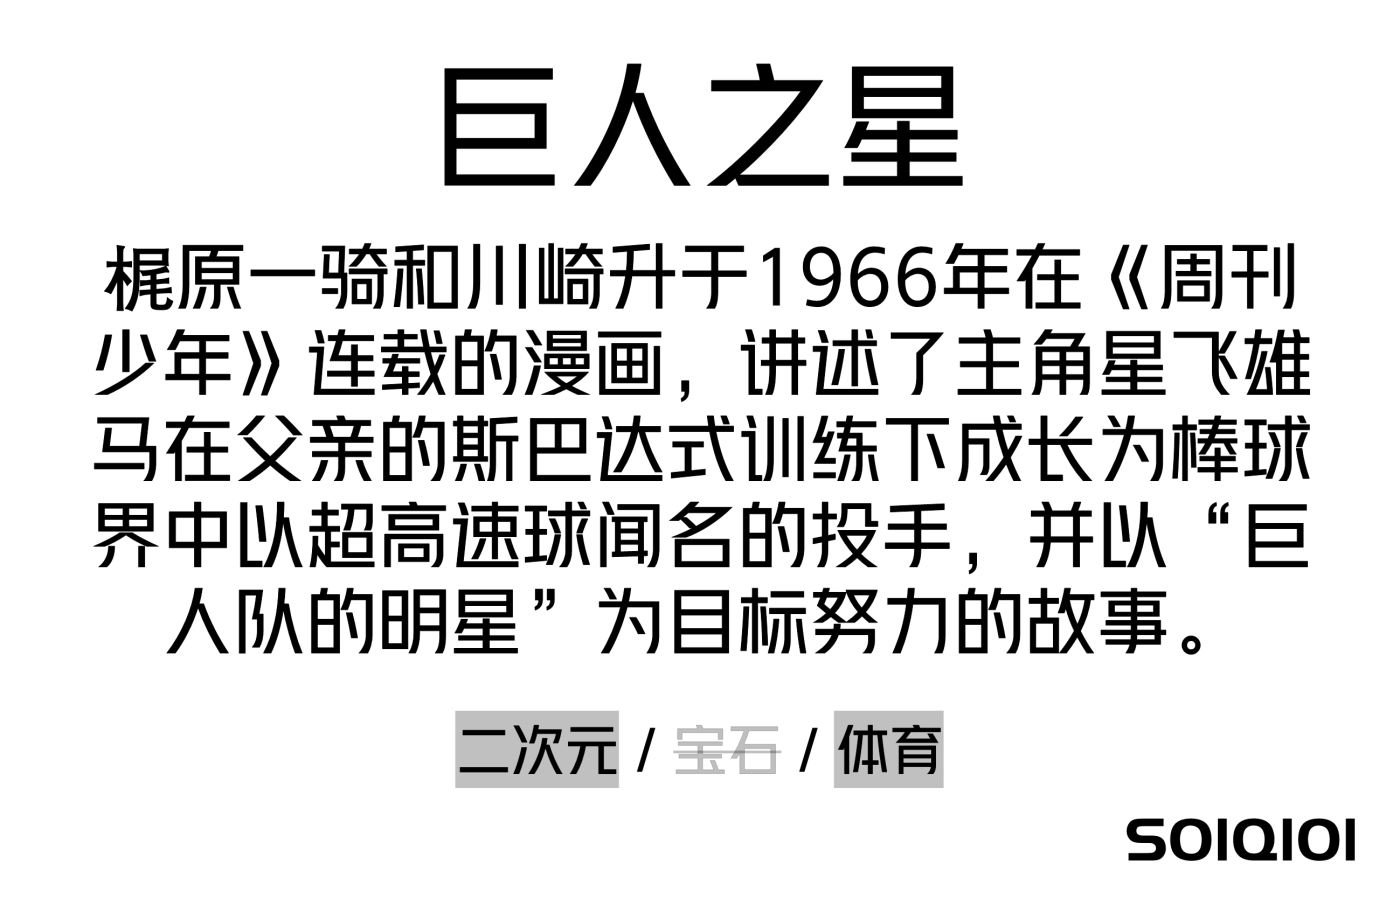 巨人之星
梶原一骑和川崎升于1966年在《周刊
少年》连载的漫画，讲述了主角星飞雄
马在父亲的斯巴达式训练下成长为棒球
界中以超高速球闻名的投手，并以“巨
人队的明星”为目标努力的故事。
二次元 / 宝石 / 体育
SOIQIOI